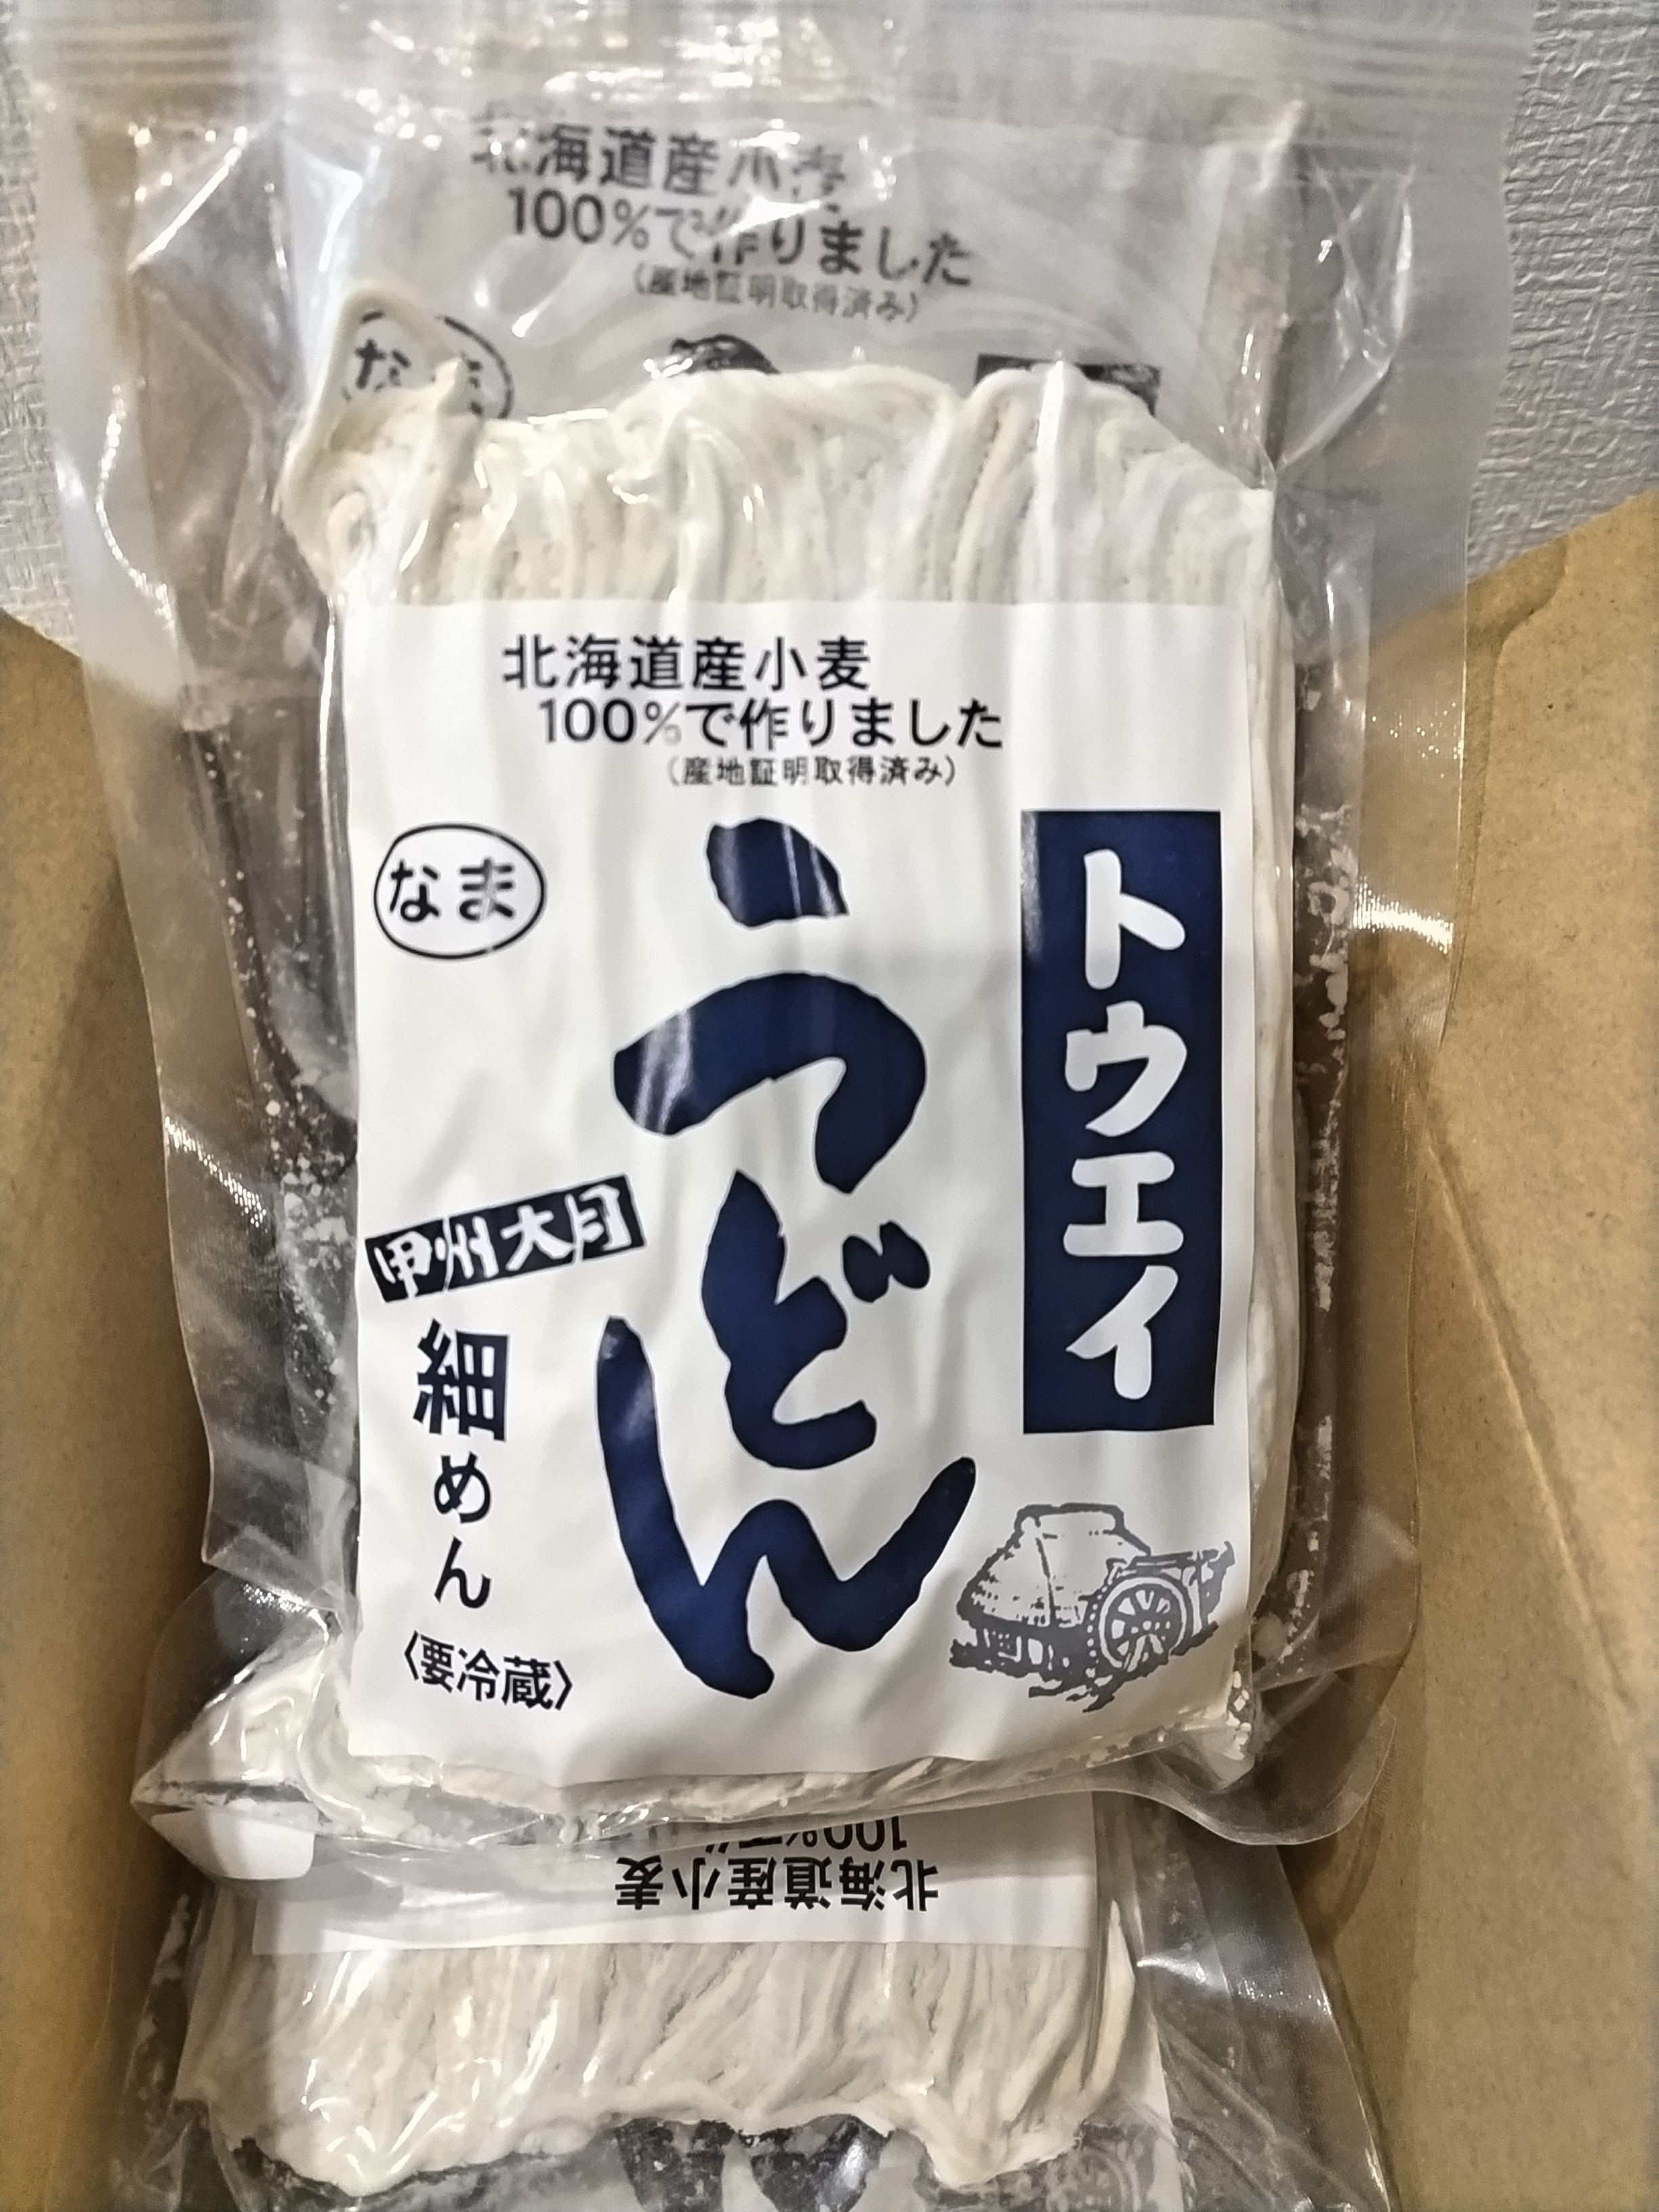 海道産小麦
100%で作りました
(産地証明取得済み)
北海道産小麦
100%で作りました
(産地証明取得済み)
なま
うどん
トウエイ
甲州大月
細めん
〈要冷蔵〉
100%で
北海道産小麦